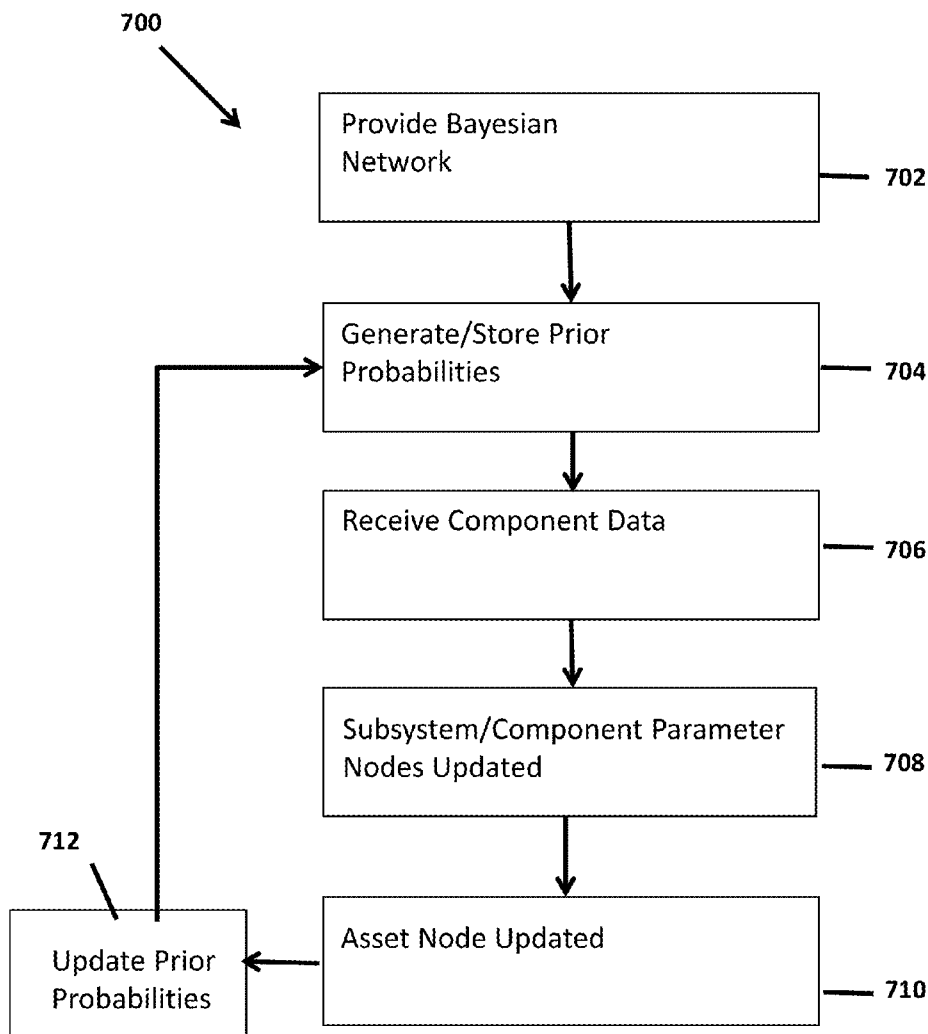 700
Provide Bayesian
Network
702
Generate/Store Prior
Probabilities
704
Receive Component Data
706
Subsystem/Component Parameter
Nodes Updated
708
712
Asset Node Updated
Update Prior
Probabilities
710